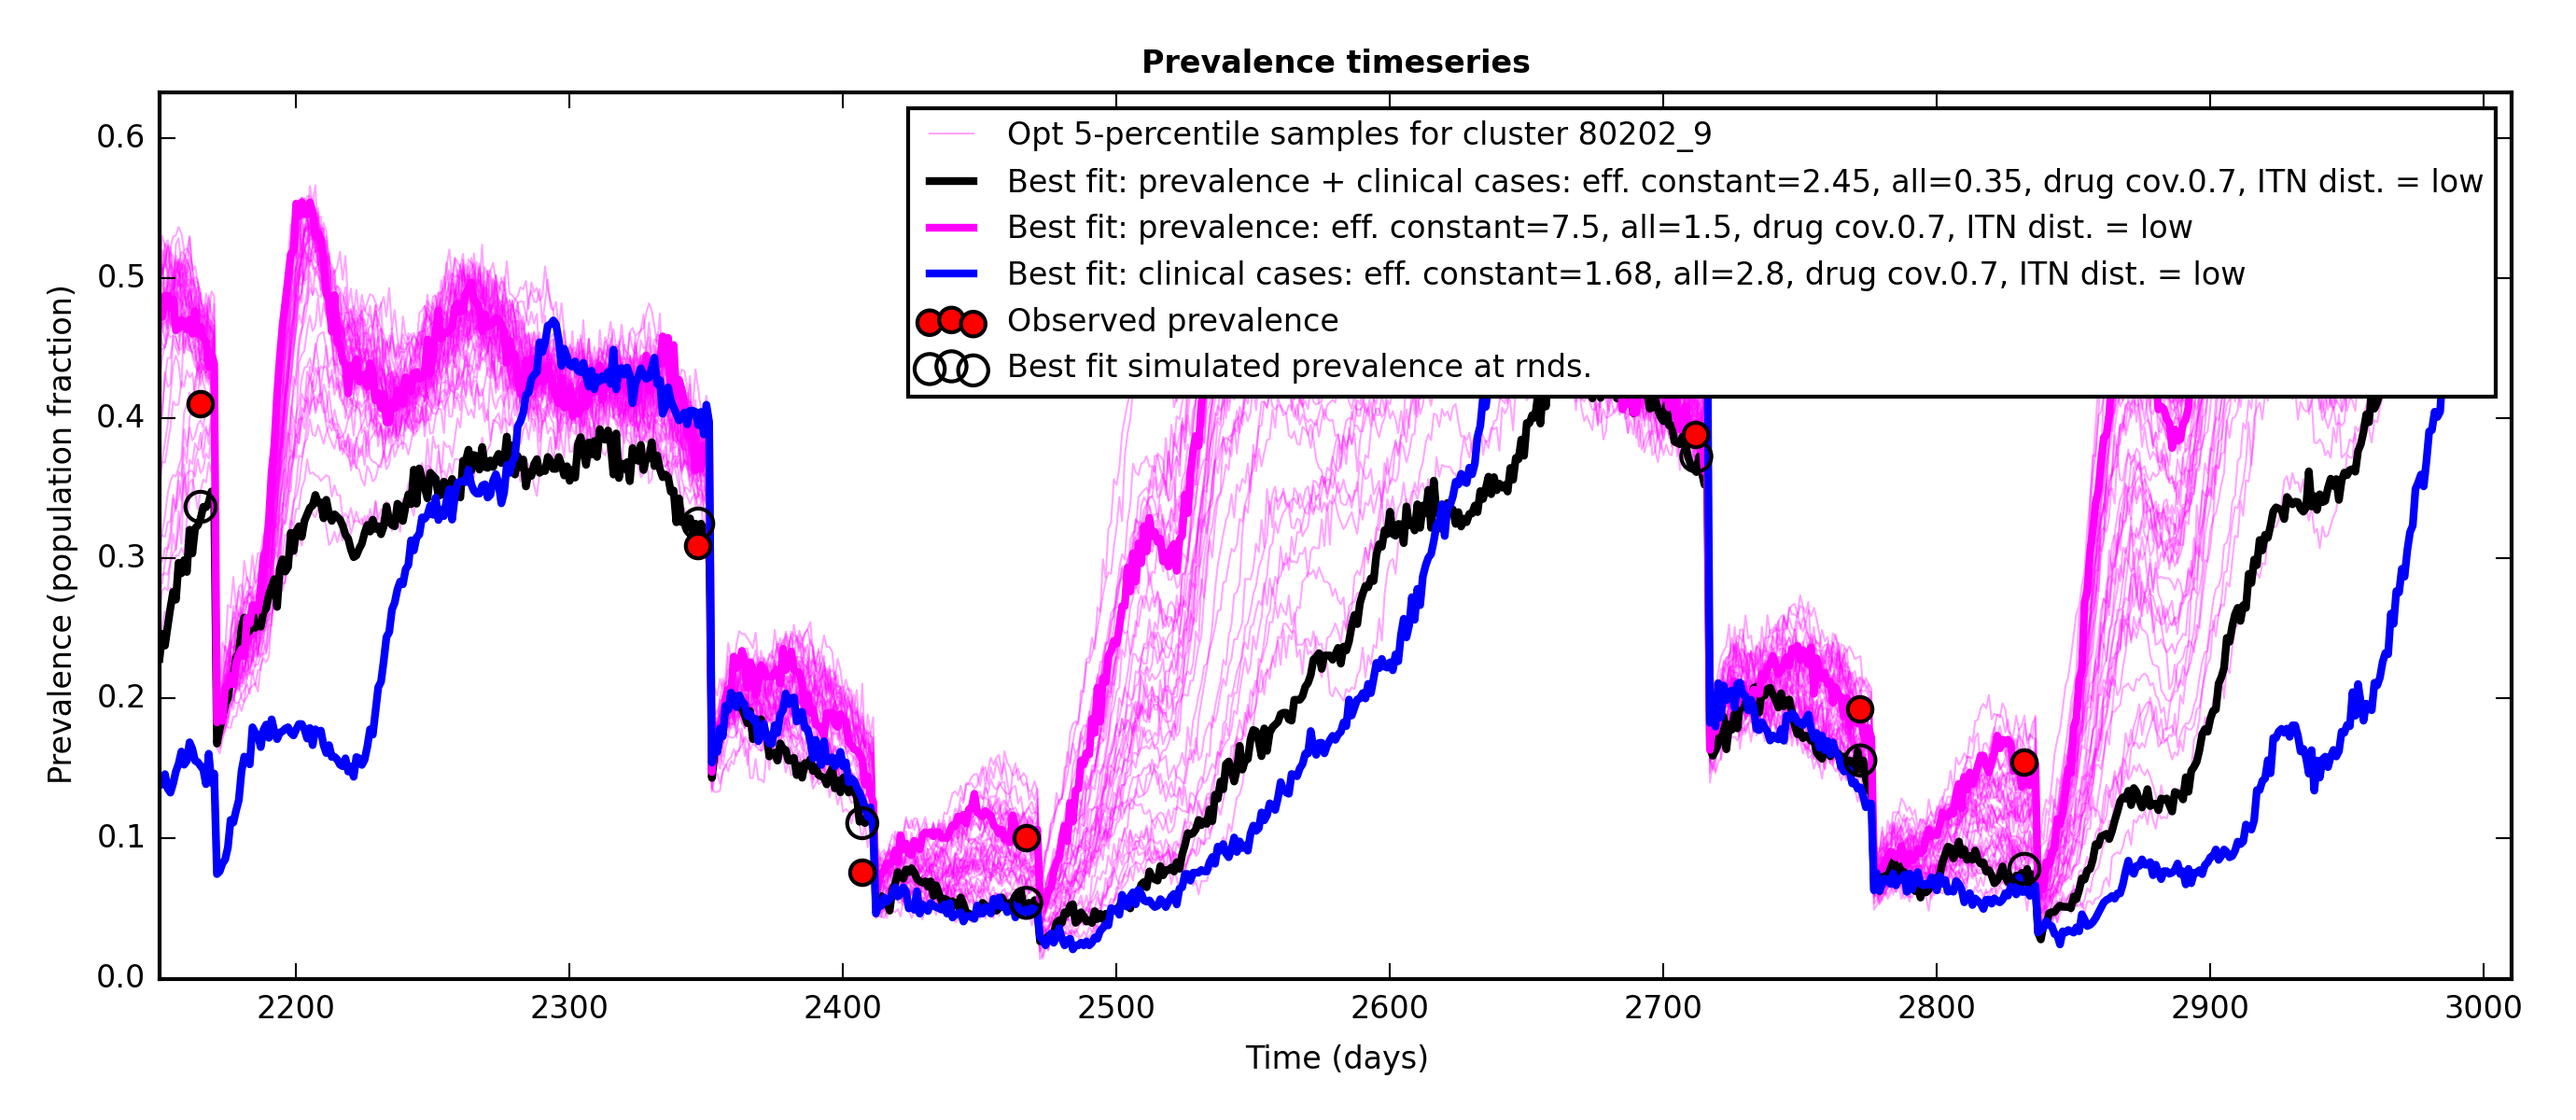 Prevalence timeseries
Opt 5-percentile samples for cluster 80202_9
Best fit: prevalence + clinical cases: eff. constant=2.45, all=0.35, drug cov.0.7, ITN dist. = low
Best fit: prevalence: eff. constant=7.5, all=1.5, drug cov.0.7, ITN dist. = low
Best fit: clinical cases: eff. constant=1.68, all=2.8, drug cov.0.7, ITN dist. = low
Observed prevalence
Best fit simulated prevalence at rnds.
Prevalence (population fraction)
0.6
0.5
0.4
0.3
0.2
0.1
0.0
2200 2300 2400 2500 2600 2700 2800 2900 3000
Time (days)